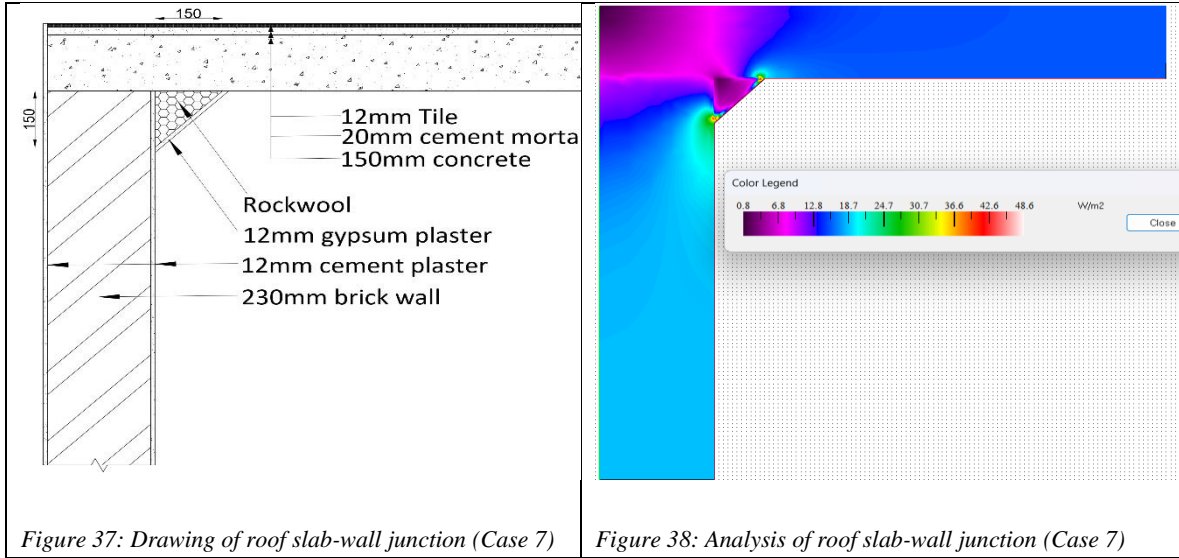 150
150
12mm Tile
20mm cement morta
150mm concrete
Rockwool
12mm gypsum plaster
12mm cement plaster
230mm brick wall
Figure 37: Drawing of roof slab-wall junction (Case 7)
Color Legend
0.8 6.8 12.8 18.7 24.7 30.7 36.6 42.6 48.6 W/m2
Close
Figure 38: Analysis of roof slab-wall junction (Case 7)